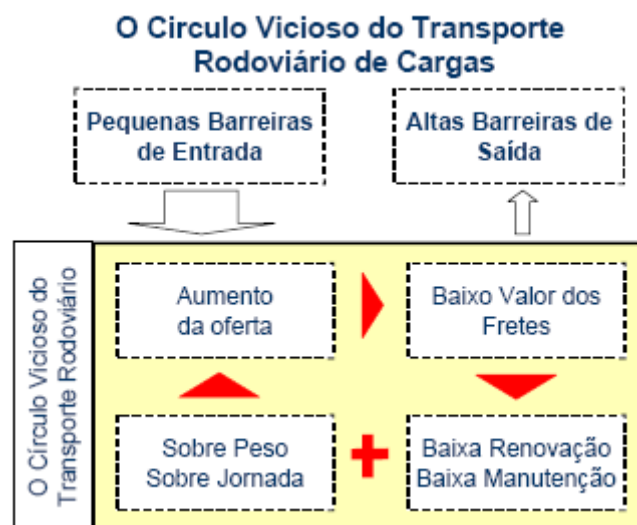 O Circulo Vicioso do Transporte
Rodoviário de Cargas
Pequenas Barreiras
de Entrada
Altas Barreiras de
Saída
O Círculo Vicioso do
Transporte Rodoviário
Aumento
da oferta
Baixo Valor dos
Fretes
Sobre Peso
Sobre Jornada
Baixa Renovação
Baixa Manutenção